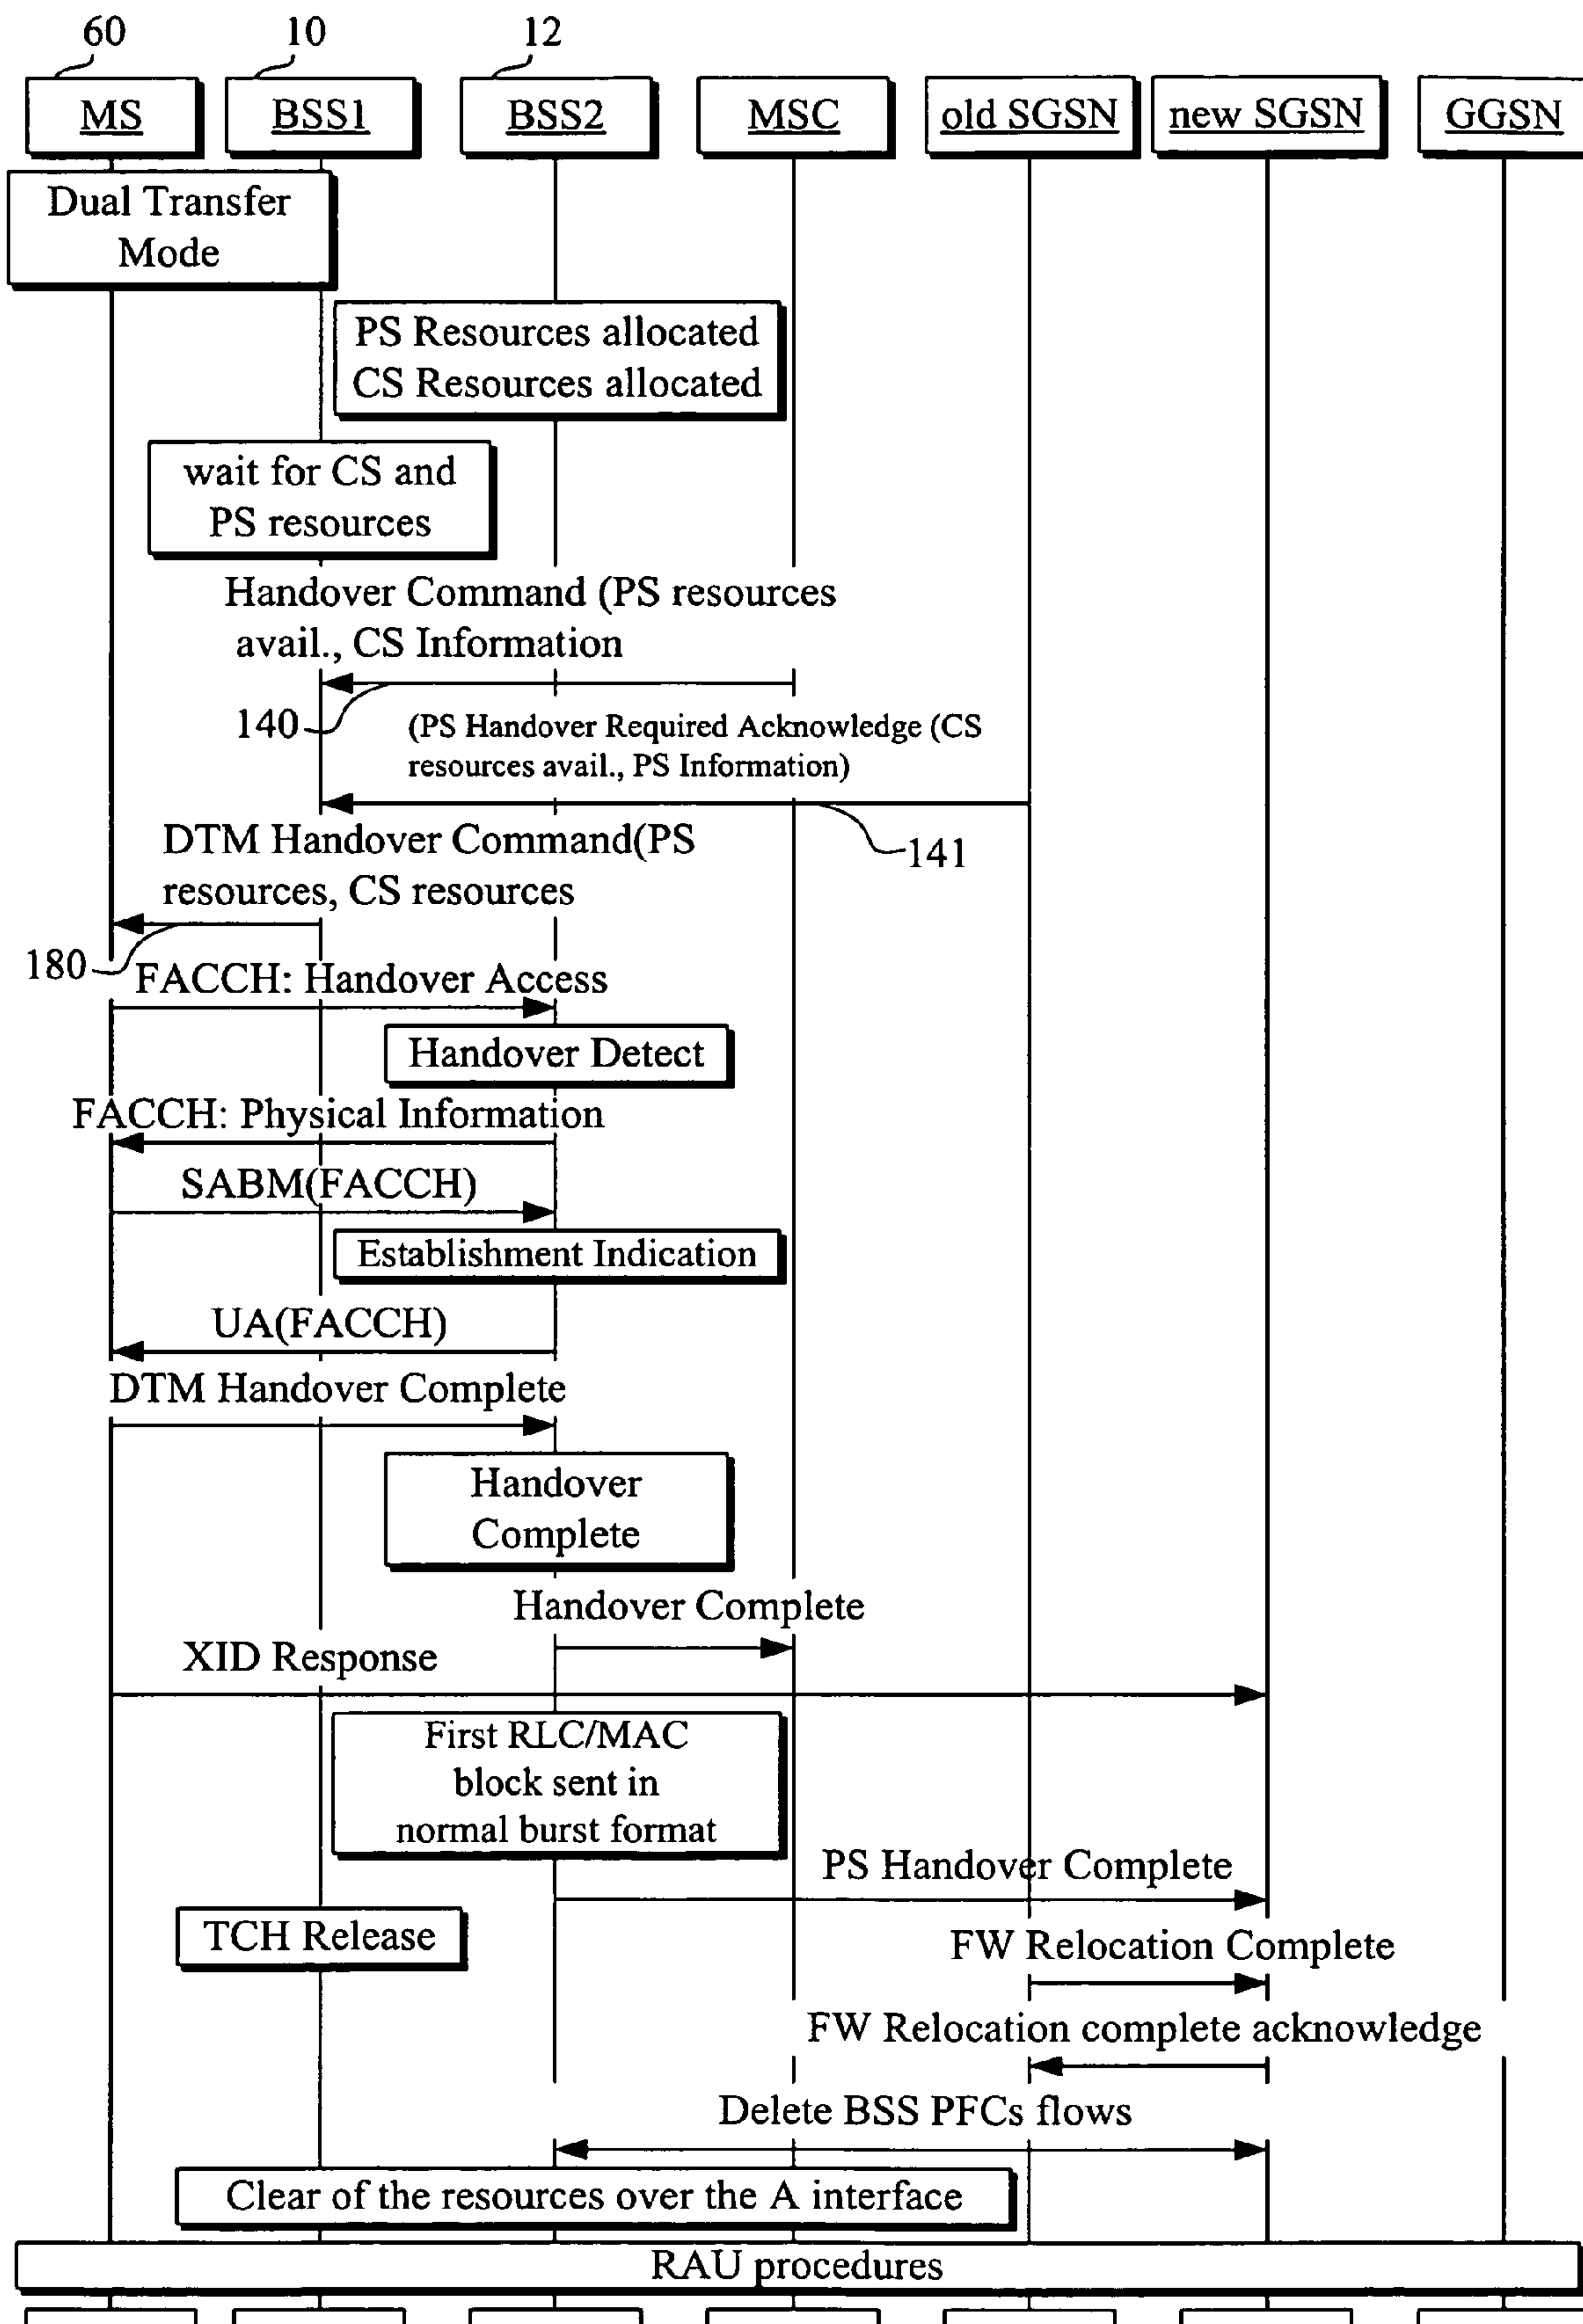 60 10 12
MS BSS1 BSS2 MSC old SGSN new SGSN GGSN
Dual Transfer
Mode
PS Resources allocated
CS Resources allocated
wait for CS and
PS resources
Handover Command (PS resources
avail., CS Information
140
(PS Handover Required Acknowledge (CS
resources avail., PS Information)
141
DTM Handover Command(PS
resources, CS resources
180
FACCH: Handover Access
Handover Detect
FACCH: Physical Information
SABM(FACCH)
Establishment Indication
UA(FACCH)
DTM Handover Complete
Handover
Complete
Handover Complete
XID Response
First RLC/MAC
block sent in
normal burst format
PS Handover Complete
TCH Release
FW Relocation Complete
FW Relocation complete acknowledge
Delete BSS PFCs flows
Clear of the resources over the A interface
RAU procedures